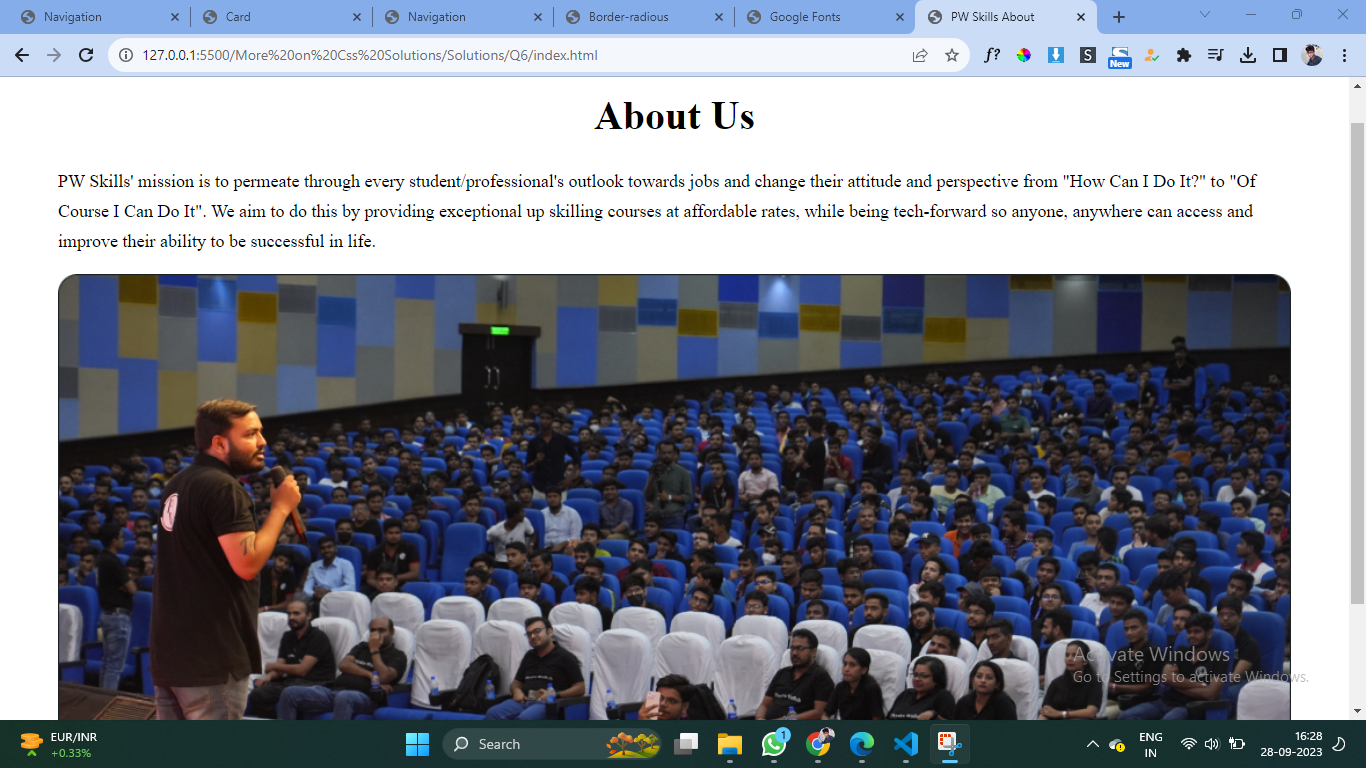 Navigation
Card
Navigation
Border-radious
Google Fonts
PW Skills About
127.0.0.1:5500/More%20on%20Css%20Solutions/Solutions/Q6/index.html
f?
S
New
About Us
PW Skills' mission is to permeate through every student/professional's outlook towards jobs and change their attitude and perspective from "How Can I Do It?" to "Of
Course I Can Do It". We aim to do this by providing exceptional up skilling courses at affordable rates, while being tech-forward so anyone, anywhere can access and
improve their ability to be successful in life.
Activate Windows
Go to Settings to activate Windows.
EUR/INR
+0.33%
Search
1
ENG
IN
16:28
28-09-2023